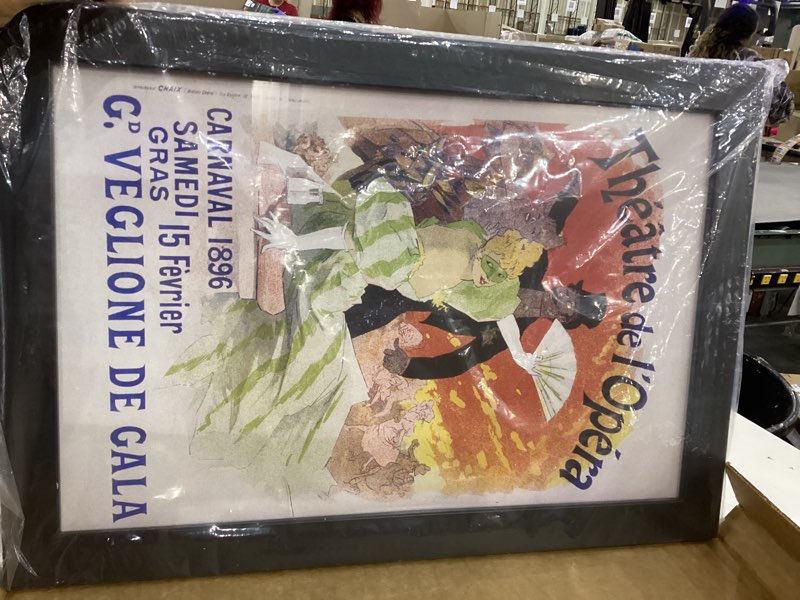 Théâtre de l'Opéra
CHAIX
CARNAVAL 1896
SAMEDI 15 Février
GRAS
GD. VEGLIONE DE GALA